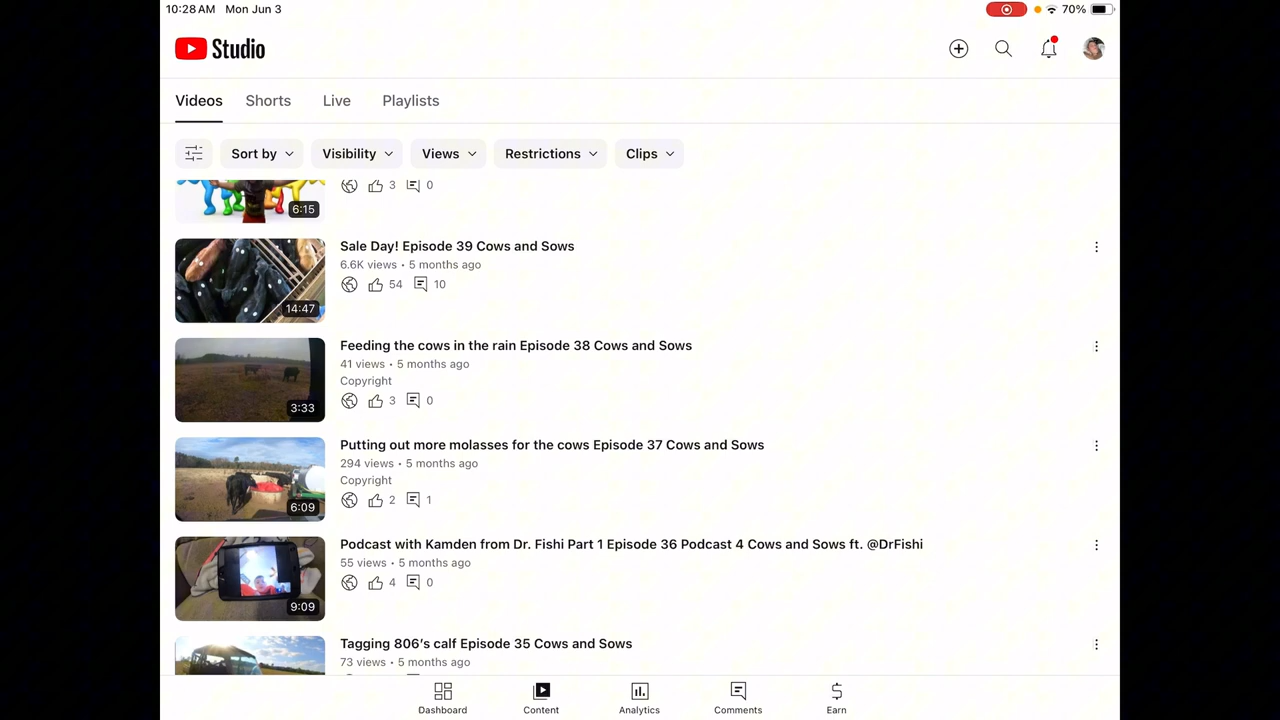 10:28 AM Mon Jun 3
70%
Studio
Videos Shorts Live Playlists
Sort by Visibility Views Restrictions Clips
3 0
6:15
Sale Day! Episode 39 Cows and Sows
6.6K views • 5 months ago
54 10
14:47
Feeding the cows in the rain Episode 38 Cows and Sows
41 views • 5 months ago
Copyright
3 0
3:33
Putting out more molasses for the cows Episode 37 Cows and Sows
294 views • 5 months ago
Copyright
2 1
6:09
Podcast with Kamden from Dr. Fishi Part 1 Episode 36 Podcast 4 Cows and Sows ft. @DrFishi
55 views • 5 months ago
4 0
9:09
Tagging 806’s calf Episode 35 Cows and Sows
73 views • 5 months ago
Dashboard Content Analytics Comments Earn